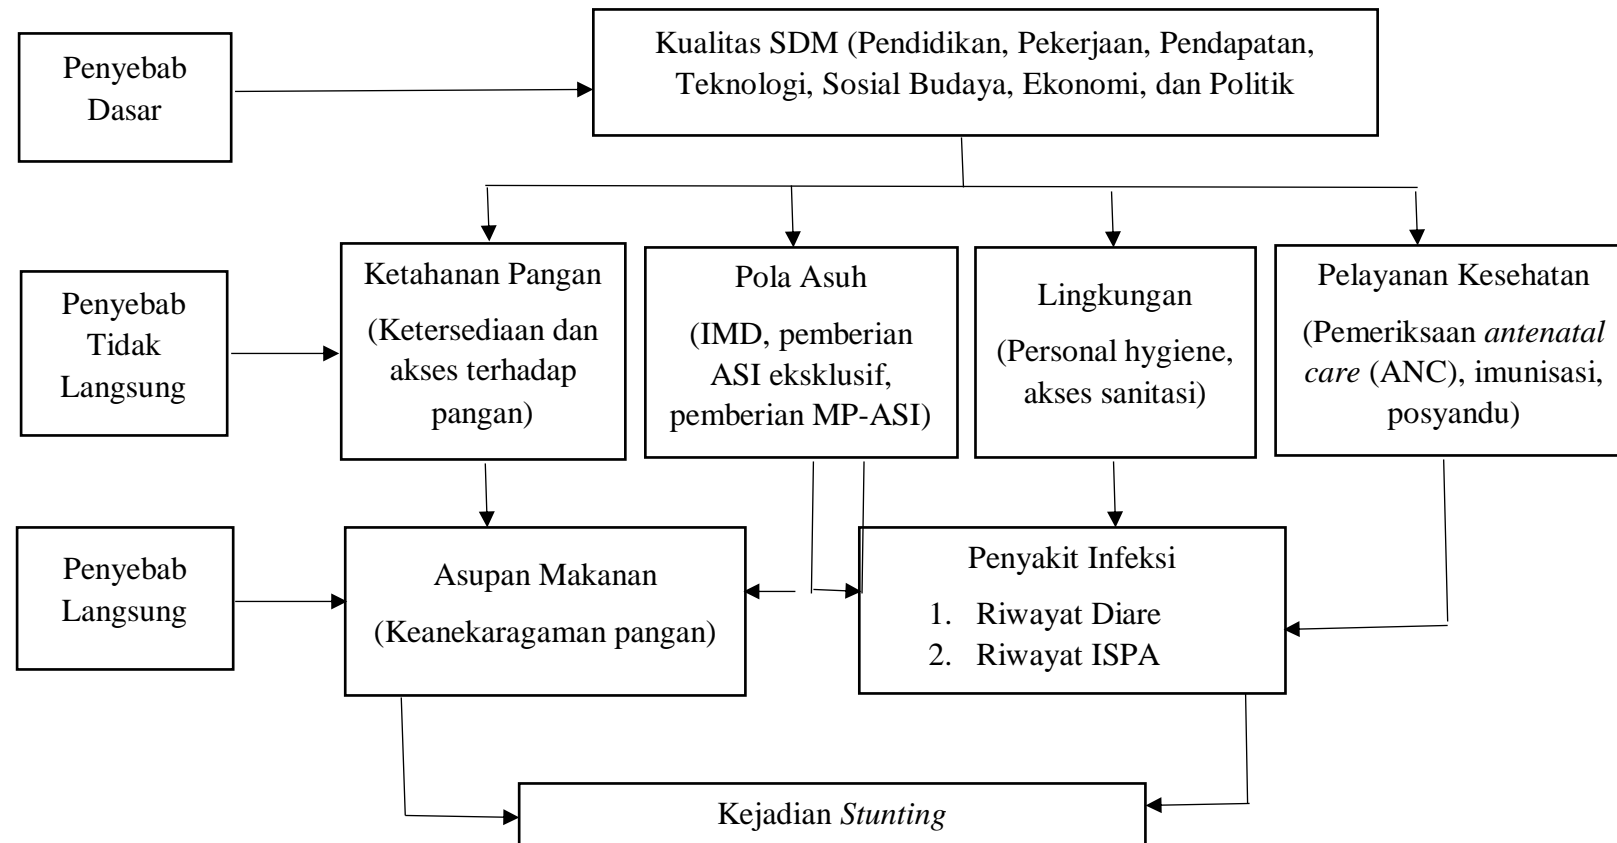 Penyebab
Dasar
Kualitas SDM (Pendidikan, Pekerjaan, Pendapatan,
Teknologi, Sosial Budaya, Ekonomi, dan Politik
Penyebab
Tidak
Langsung
Ketahanan Pangan
(Ketersediaan dan
akses terhadap
pangan)
Pola Asuh
(IMD, pemberian
ASI eksklusif,
pemberian MP-ASI)
Lingkungan
(Personal hygiene,
akses sanitasi)
Pelayanan Kesehatan
(Pemeriksaan antenatal
care (ANC), imunisasi,
posyandu)
Penyebab
Langsung
Asupan Makanan
(Keanekaragaman pangan)
Penyakit Infeksi
1. Riwayat Diare
2. Riwayat ISPA
Kejadian Stunting